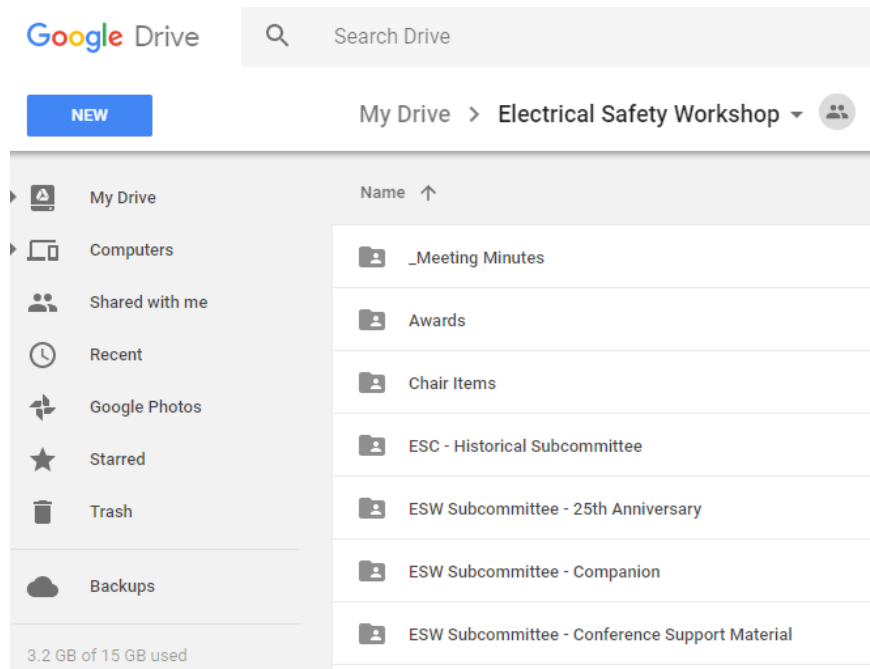 Google Drive
Search Drive
NEW
My Drive > Electrical Safety Workshop
My Drive
Computers
Shared with me
Recent
Google Photos
Starred
Trash
Backups
3.2 GB of 15 GB used
Name ↑
_Meeting Minutes
Awards
Chair Items
ESC - Historical Subcommittee
ESW Subcommittee - 25th Anniversary
ESW Subcommittee - Companion
ESW Subcommittee - Conference Support Material